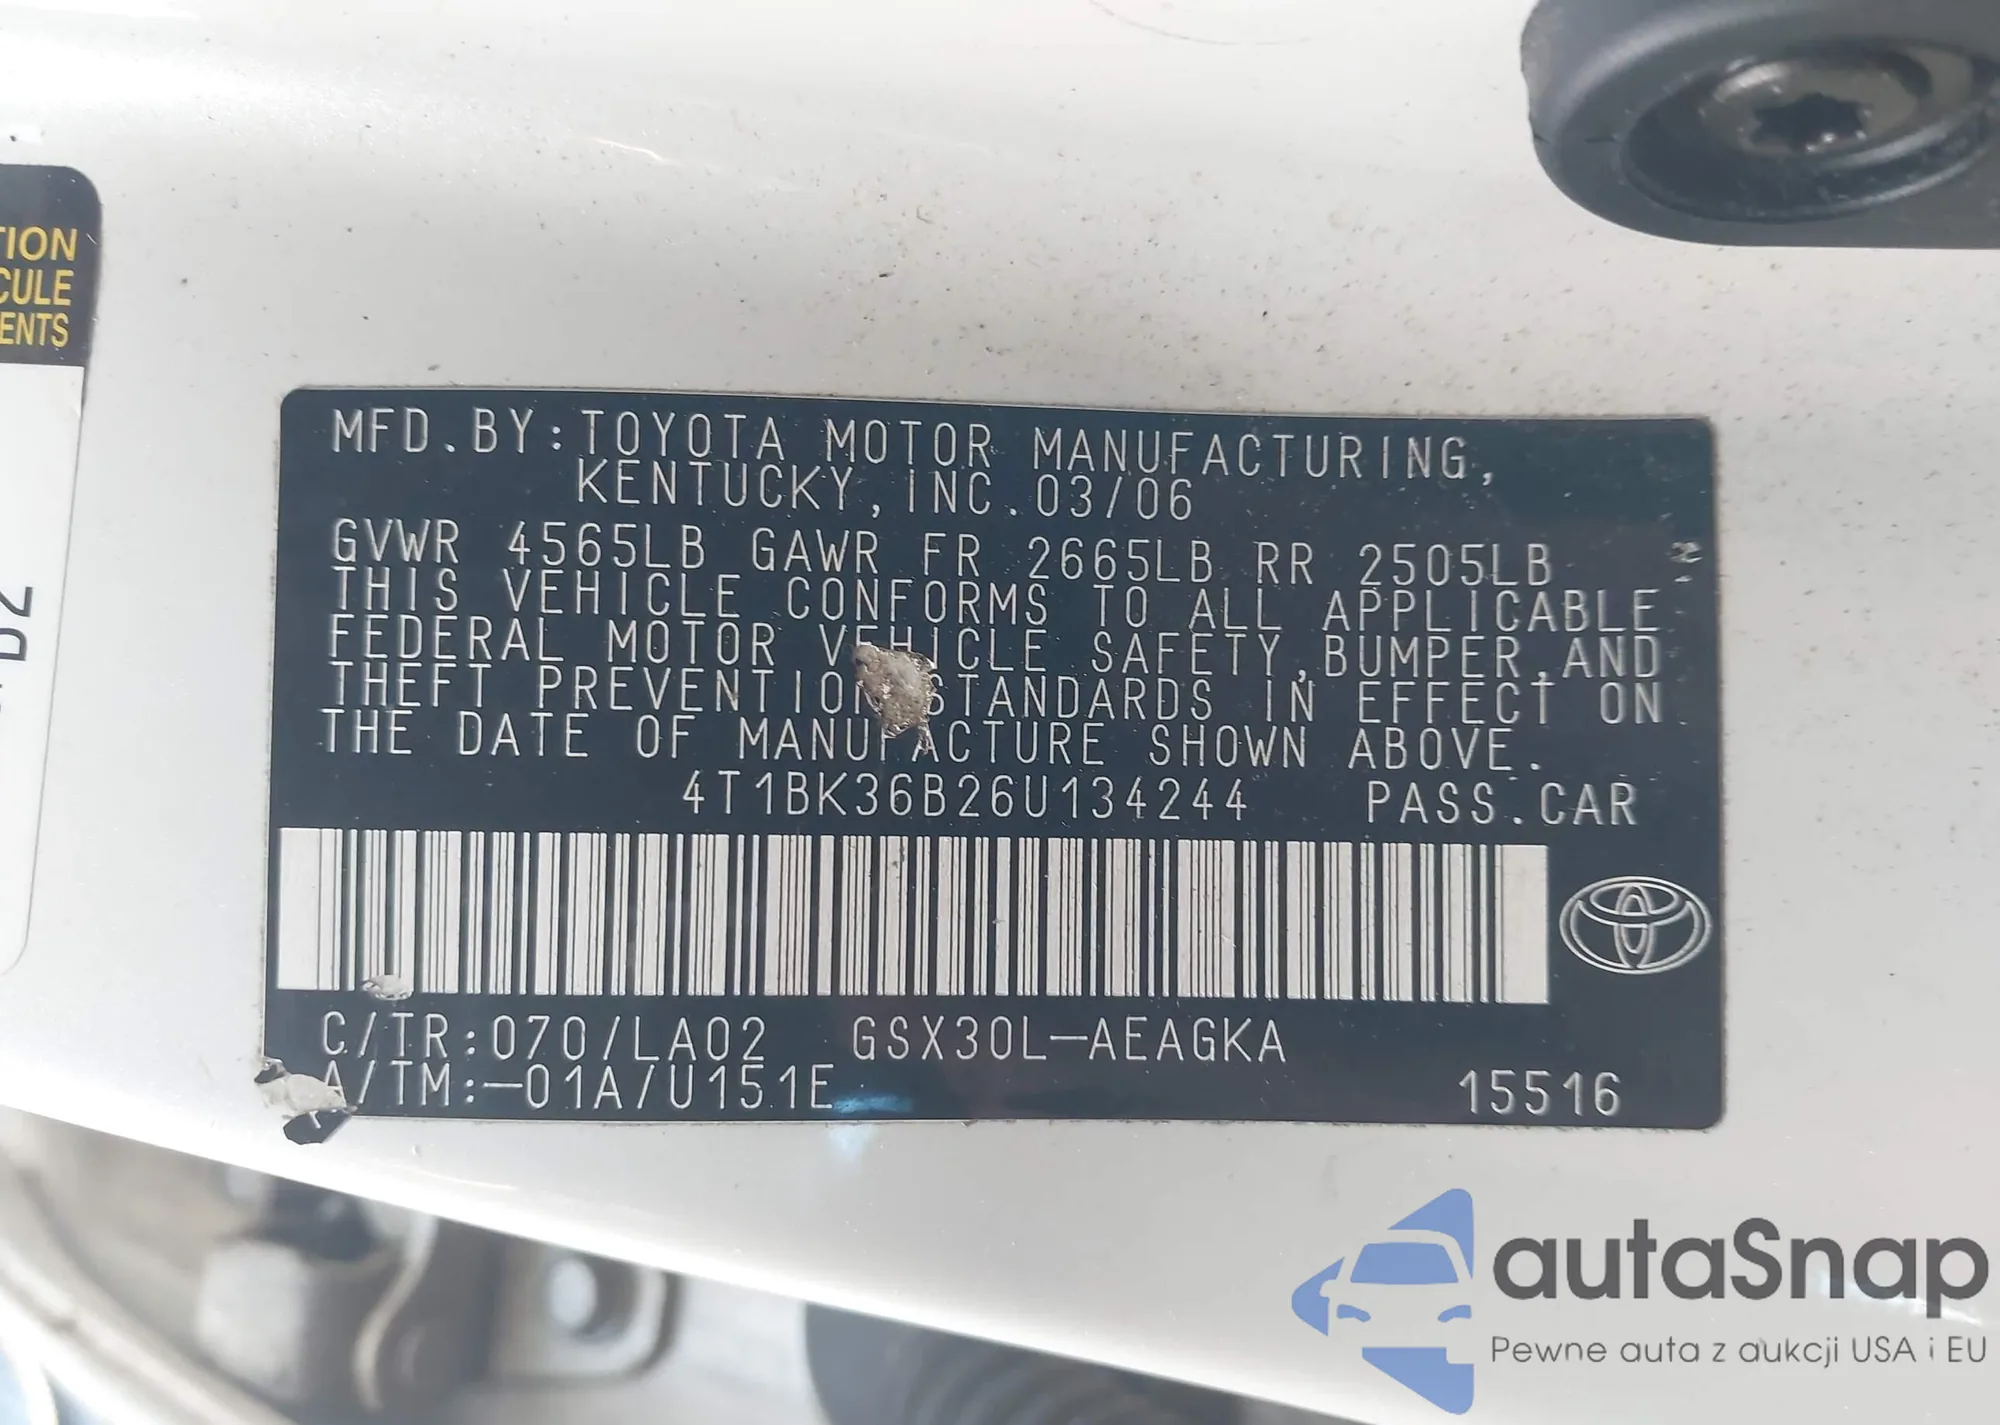 TION
CULE
ENTS
MFD.BY:TOYOTA MOTOR MANUFACTURING,
KENTUCKY,INC.03/06
GVWR 4565LB GAWR FR 2665LB RR 2505LB
THIS VEHICLE CONFORMS TO ALL APPLICABLE
FEDERAL MOTOR VEHICLE SAFETY,BUMPER,AND
THEFT PREVENTION STANDARDS IN EFFECT ON
THE DATE OF MANUFACTURE SHOWN ABOVE.
4T1BK36B26U134244 PASS.CAR
C/TR:070/LA02 GSX30L-AEAGKA
A/TM:-01A/U151E 15516
autaSnap
Pewne auta z aukcji USA i EU